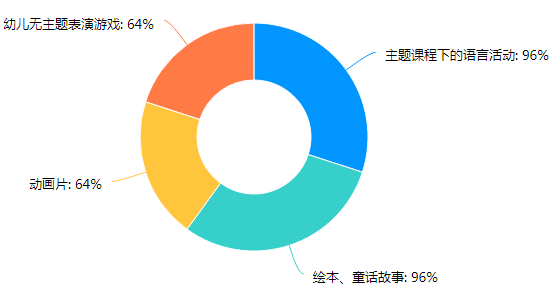 幼儿无主题表演游戏: 64%
主题课程下的语言活动: 96%
动画片: 64%
绘本、童话故事: 96%